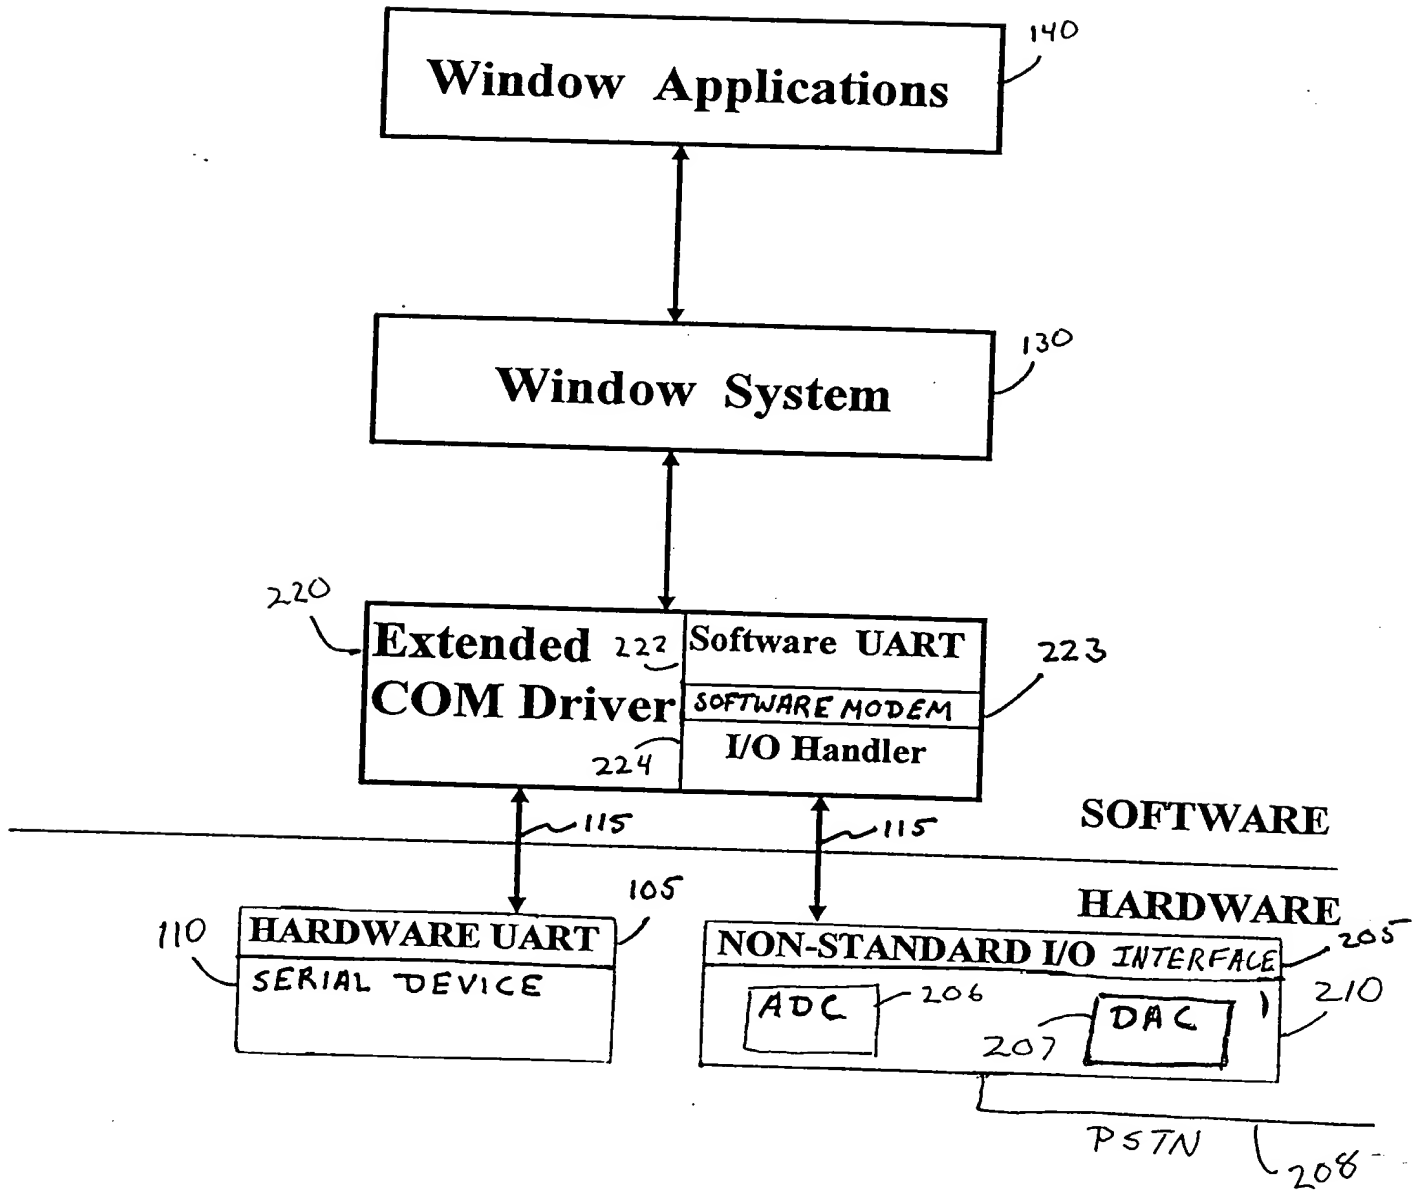 140
Window Applications
130
Window System
220
Extended 222
COM Driver
224
Software UART
SOFTWARE MODEM
I/O Handler
223
115
115
SOFTWARE
HARDWARE
110
HARDWARE UART
105
SERIAL DEVICE
NON-STANDARD I/O INTERFACE
205
ADC
206
207
DAC
210
PSTN
208